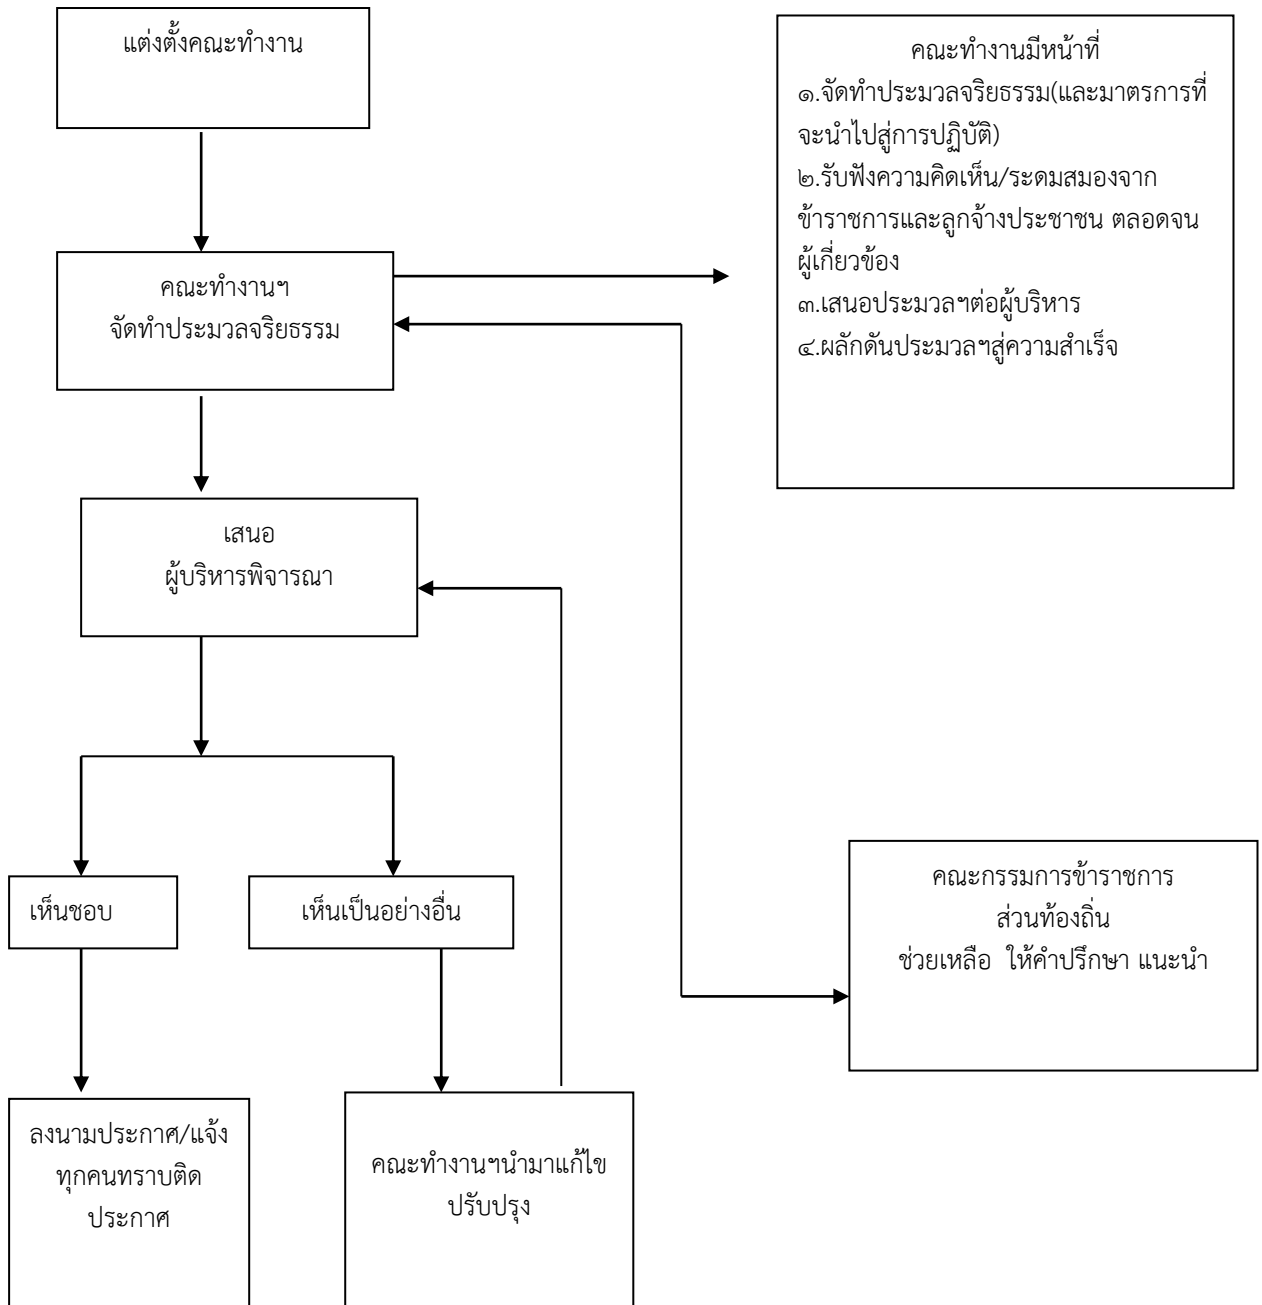 แต่งตั้งคณะทำงาน
คณะทำงานมีหน้าที่
๑.จัดทำประมวลจริยธรรม(และมาตรการที่
จะนำไปสู่การปฏิบัติ)
๒.รับฟังความคิดเห็น/ระดมสมองจาก
ข้าราชการและลูกจ้างประชาชน ตลอดจน
ผู้เกี่ยวข้อง
๓.เสนอประมวลฯต่อผู้บริหาร
๔.ผลักดันประมวลฯสู่ความสำเร็จ
คณะทำงานฯ
จัดทำประมวลจริยธรรม
เสนอ
ผู้บริหารพิจารณา
เห็นชอบ
เห็นเป็นอย่างอื่น
คณะกรรมการข้าราชการ
ส่วนท้องถิ่น
ช่วยเหลือ  ให้คำปรึกษา แนะนำ
ลงนามประกาศ/แจ้ง
ทุกคนทราบติด
ประกาศ
คณะทำงานฯนำมาแก้ไข
ปรับปรุง